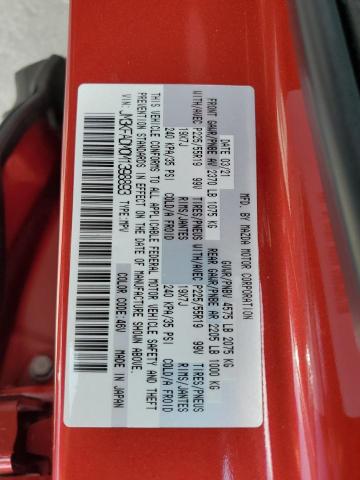 MFD. BY MAZDA MOTOR CORPORATION
DATE 03/21 GVWR/PNBV 4575 LB 2075 KG
FRONT GAWR/PNBE AV 2370 LB 1075 KG REAR GAWR/PNBE AR 2205 LB 1000 KG
WITH/AVEC P225/55R19 99V TIRES/PNEUS WITH/AVEC P225/55R19 99V TIRES/PNEUS
19X7J RIMS/JANTES 19X7J RIMS/JANTES
240 KPA/35 PSI COLD/A FROID 240 KPA/35 PSI COLD/A FROID
THIS VEHICLE CONFORMS TO ALL APPLICABLE FEDERAL MOTOR VEHICLE SAFETY AND THEFT
PREVENTION STANDARDS IN EFFECT ON THE DATE OF MANUFACTURE SHOWN ABOVE.
VIN: TYPE: MPV COLOR: 46V MADE IN JAPAN